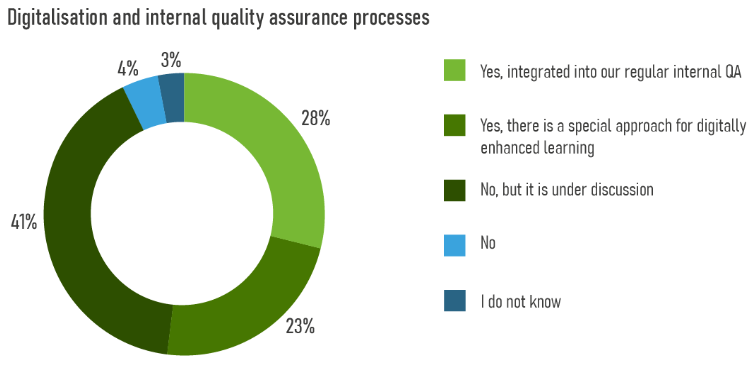 Digitalisation and internal quality assurance processes
3%
4%
28%
41%
23%
Yes, integrated into our regular internal QA
Yes, there is a special approach for digitally
enhanced learning
No, but it is under discussion
No
I do not know